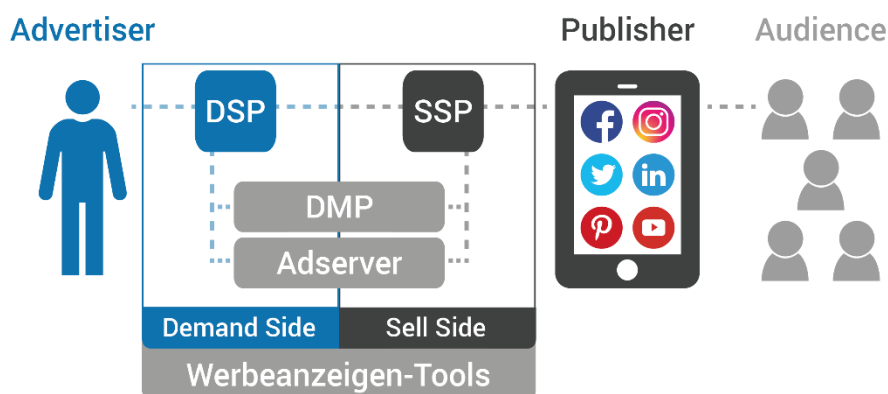 Advertiser
Publisher
Audience
DSP
SSP
DMP
Adserver
Demand Side
Sell Side
Werbeanzeigen-Tools